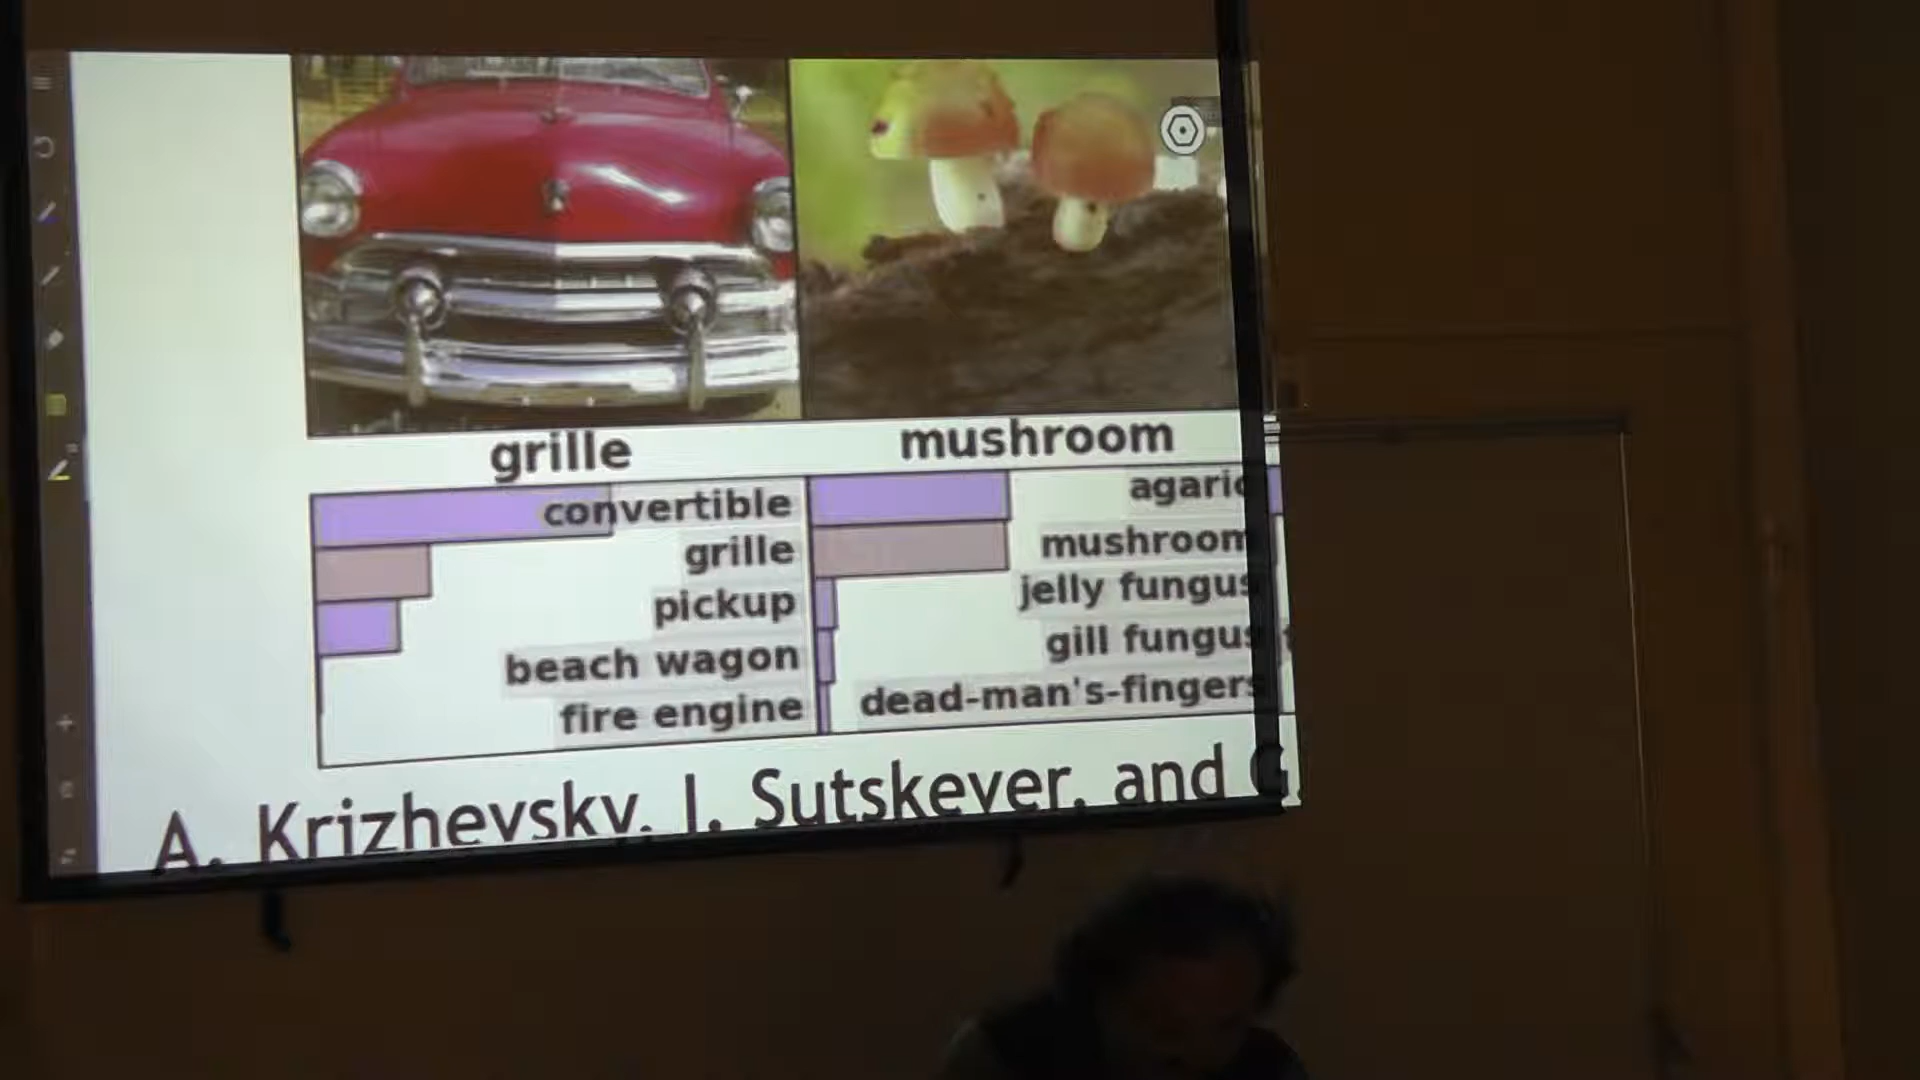 grille
mushroom
convertible
grille
pickup
beach wagon
fire engine
agaric
mushroom
jelly fungus
gill fungus
dead-man's-fingers
A. Krizhevsky, I. Sutskever, and G.